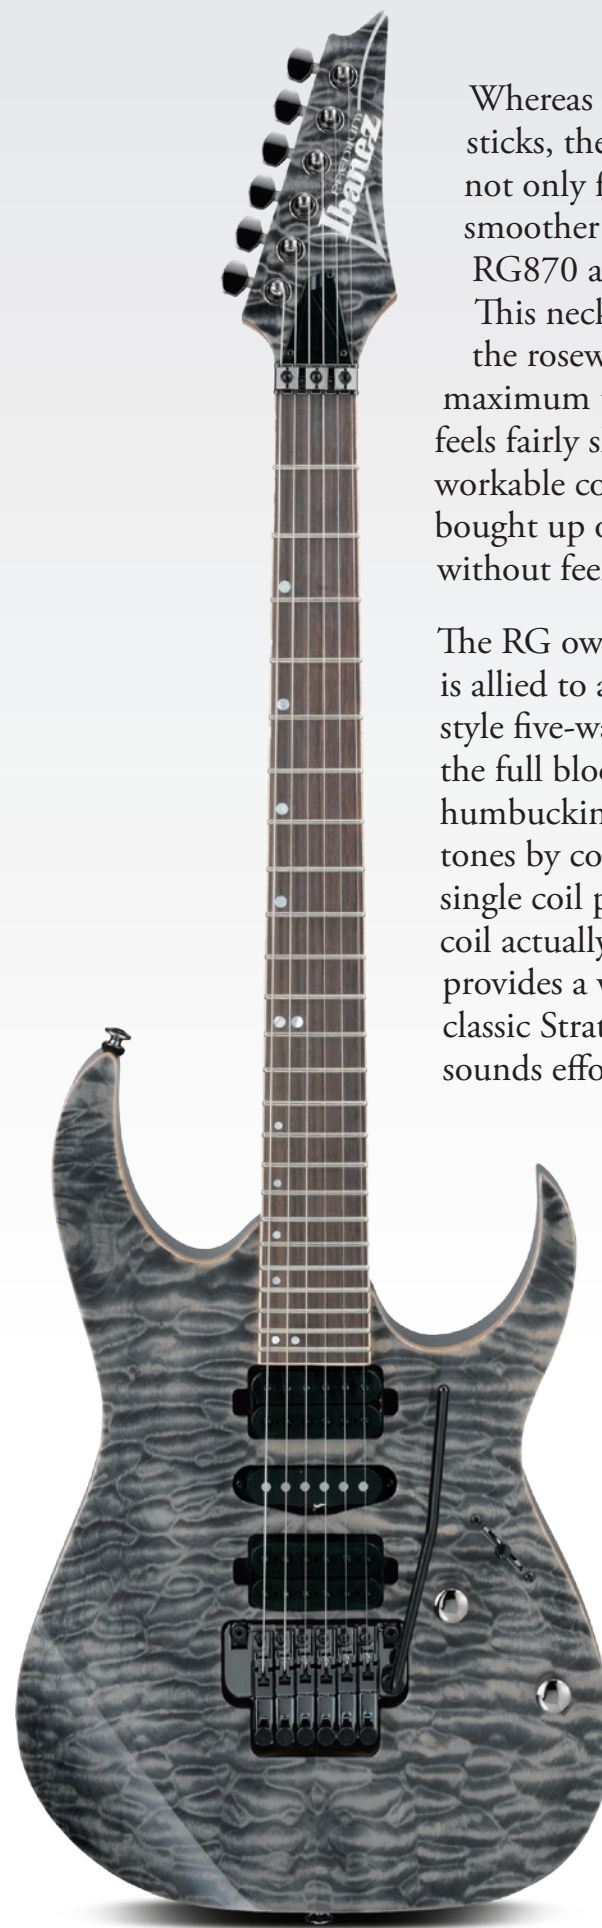 PREMIUM
Ibanez
Whereas
sticks, the
not only f
smoother
RG870 a
This neck
the rosew
maximum
feels fairly s
workable co
bought up o
without fee
The RG ow
is allied to a
style five-wa
the full bloo
humbuckin
tones by co
single coil p
coil actually
provides a v
classic Strat
sounds effo